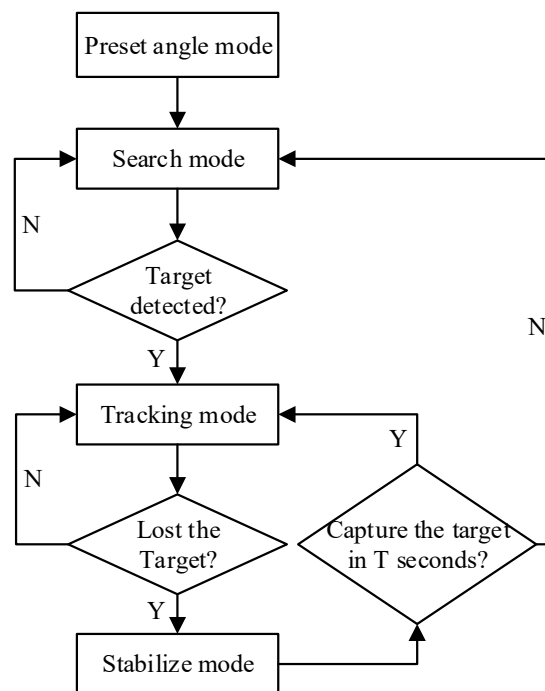 Preset angle mode
Search mode
N
Target
detected?
N
Y
Tracking mode
Y
N
Lost the
Target?
Capture the target
in T seconds?
Y
Stabilize mode